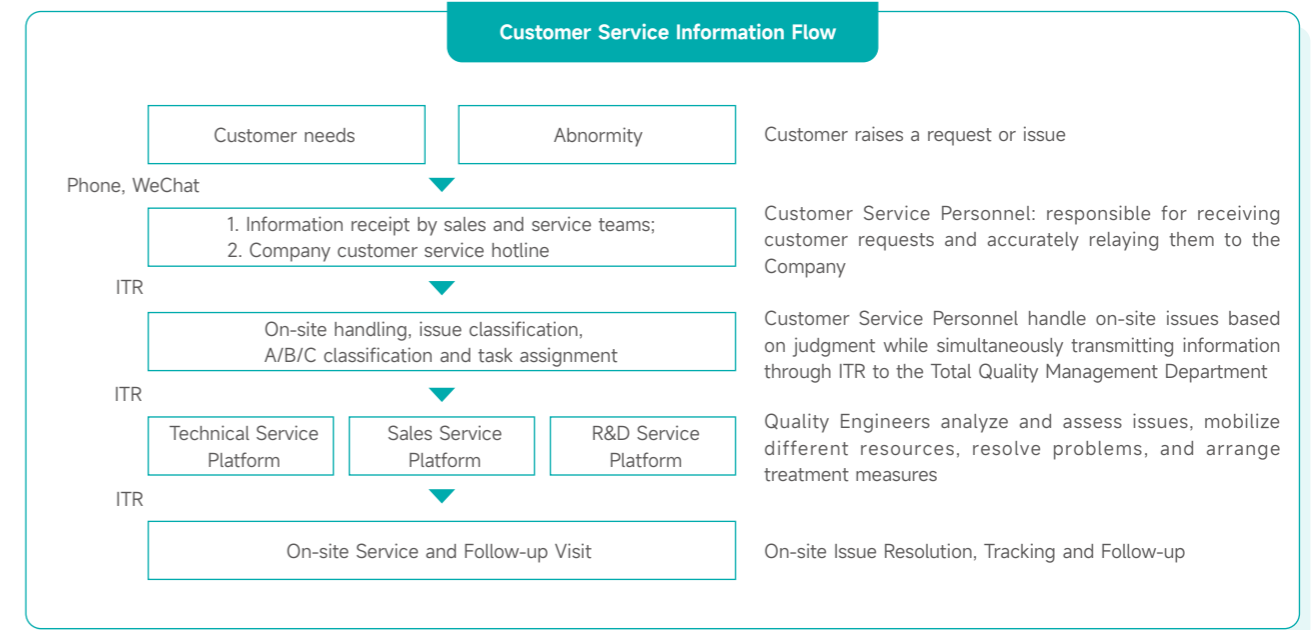 Customer Service Information Flow
Customer needs
Abnormity
Customer raises a request or issue
Phone, WeChat
1. Information receipt by sales and service teams;
2. Company customer service hotline
Customer Service Personnel: responsible for receiving
customer requests and accurately relaying them to the
Company
ITR
On-site handling, issue classification,
A/B/C classification and task assignment
Customer Service Personnel handle on-site issues based
on judgment while simultaneously transmitting information
through ITR to the Total Quality Management Department
ITR
Technical Service
Platform
Sales Service
Platform
R&D Service
Platform
Quality Engineers analyze and assess issues, mobilize
different resources, resolve problems, and arrange
treatment measures
ITR
On-site Service and Follow-up Visit
On-site Issue Resolution, Tracking and Follow-up